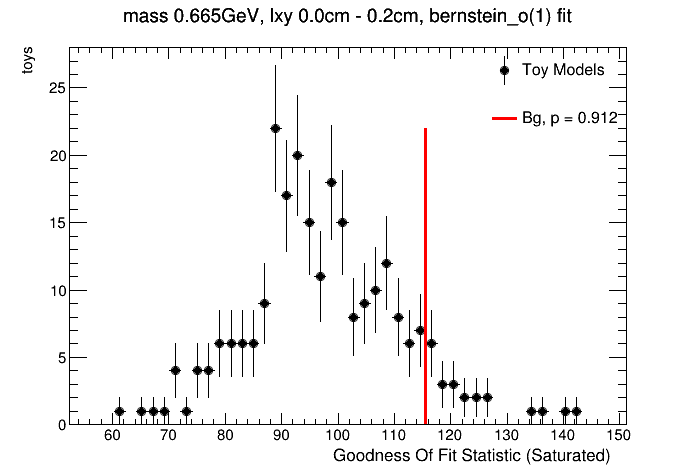 mass 0.665GeV, lxy 0.0cm - 0.2cm, bernstein_o(1) fit
toys
Toy Models
Bg, p = 0.912
25
20
15
10
5
0
60 70 80 90 100 110 120 130 140 150
Goodness Of Fit Statistic (Saturated)